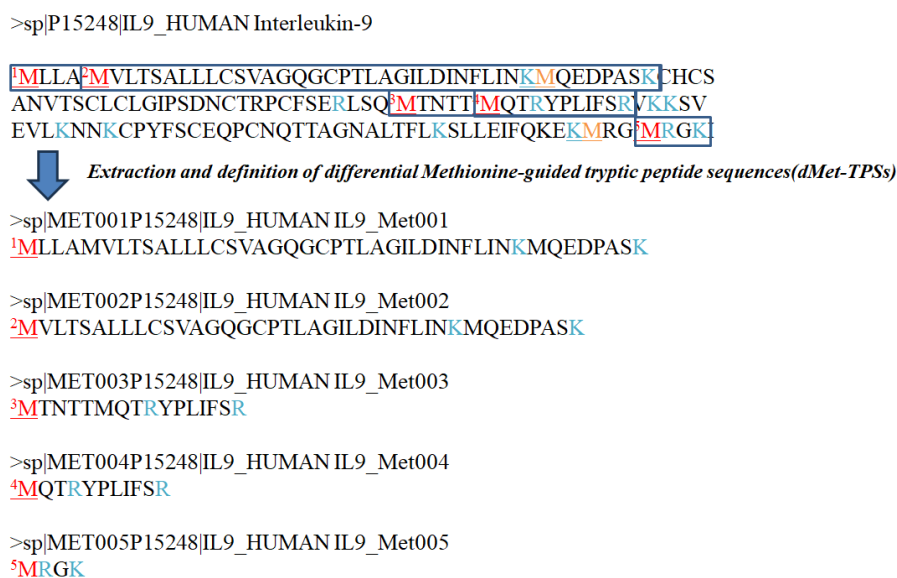 >sp|P15248|IL9_HUMAN Interleukin-9
¹MLLA²MVLTSALLLCSVAGQGCPTLAGILDINFLINKMQEDPASKCHCS
ANVTSCLCLGIPSDNCTRPCFSERLSQ³MTNTT⁴MQTRYPLIFSRVKKSV
EVLKNNKCPYFSCEQPCNQTTAGNALTFLKSLLEIFQKEKMRG⁵MRGKI
Extraction and definition of differential Methionine-guided tryptic peptide sequences(dMet-TPSs)
>sp|MET001P15248|IL9_HUMAN IL9_Met001
¹MLLAMVLTSALLLCSVAGQGCPTLAGILDINFLINKMQEDPASK
>sp|MET002P15248|IL9_HUMAN IL9_Met002
²MVLTSALLLCSVAGQGCPTLAGILDINFLINKMQEDPASK
>sp|MET003P15248|IL9_HUMAN IL9_Met003
³MTNTTMQTRYPLIFSR
>sp|MET004P15248|IL9_HUMAN IL9_Met004
⁴MQTRYPLIFSR
>sp|MET005P15248|IL9_HUMAN IL9_Met005
⁵MRGK